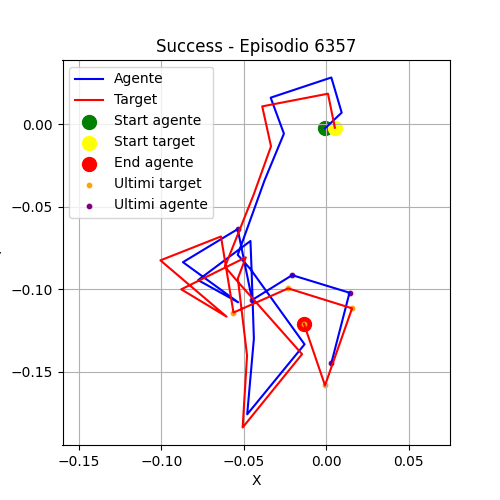 Success - Episodio 6357
Agente
Target
Start agente
Start target
End agente
Ultimi target
Ultimi agente
0.00
−0.05
−0.10
−0.15
−0.15
−0.10
−0.05
0.00
0.05
X